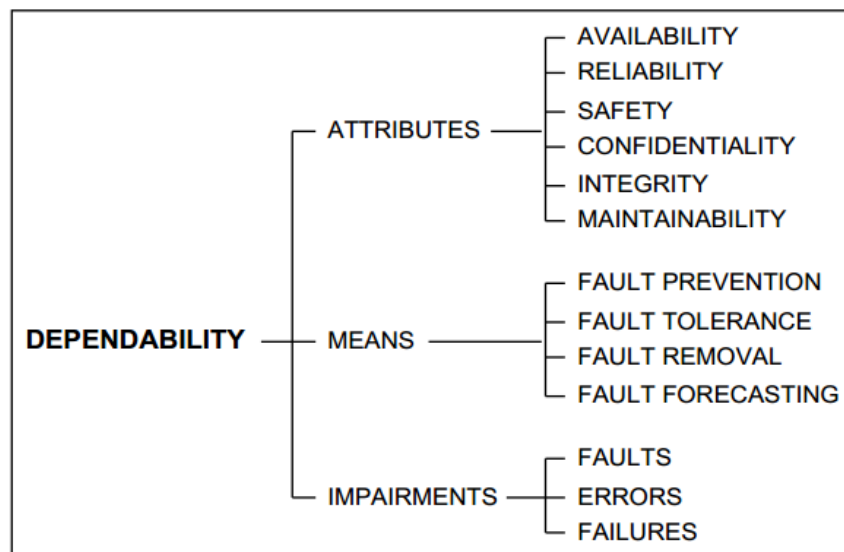 DEPENDABILITY
ATTRIBUTES
AVAILABILITY
RELIABILITY
SAFETY
CONFIDENTIALITY
INTEGRITY
MAINTAINABILITY
MEANS
FAULT PREVENTION
FAULT TOLERANCE
FAULT REMOVAL
FAULT FORECASTING
IMPAIRMENTS
FAULTS
ERRORS
FAILURES